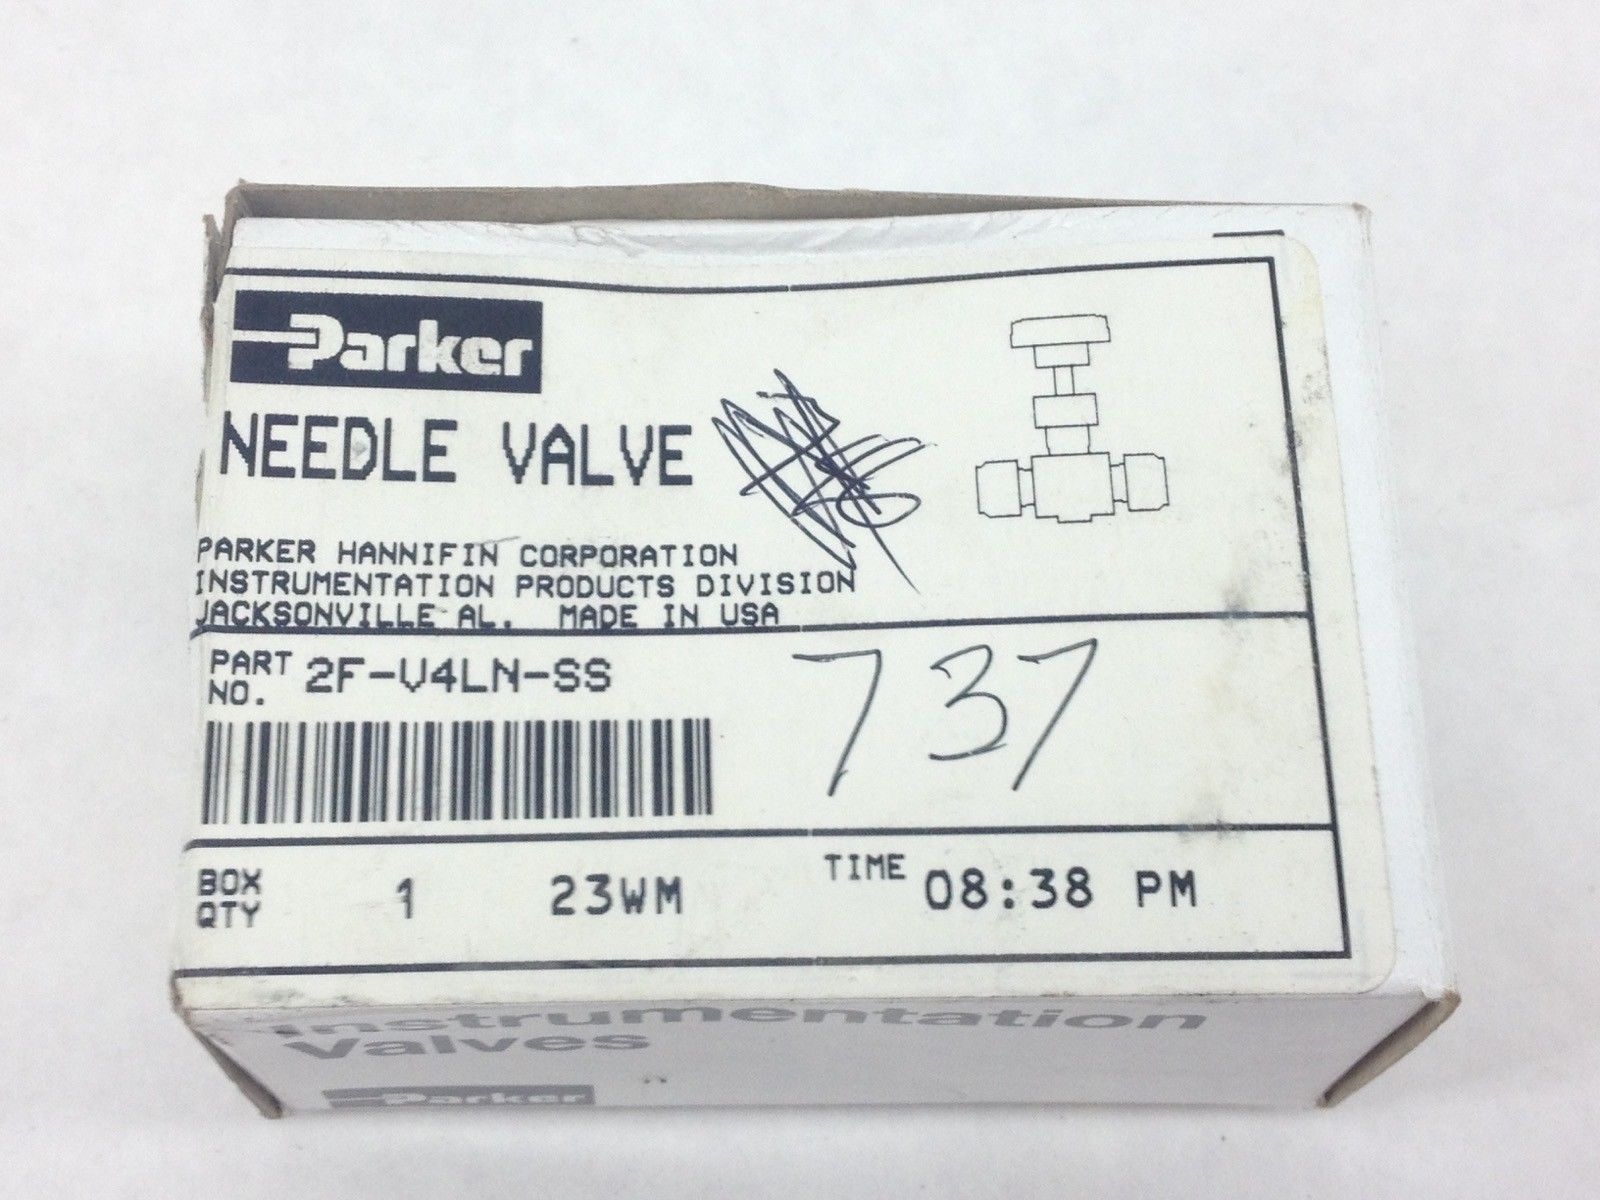 Parker
NEEDLE VALVE
PARKER HANNIFIN CORPORATION
INSTRUMENTATION PRODUCTS DIVISION
JACKSONVILLE AL. MADE IN USA
PART NO. 2F-V4LN-SS
737
BOX QTY 1 23WM TIME 08:38 PM
Instrumentation
Valves
Parker